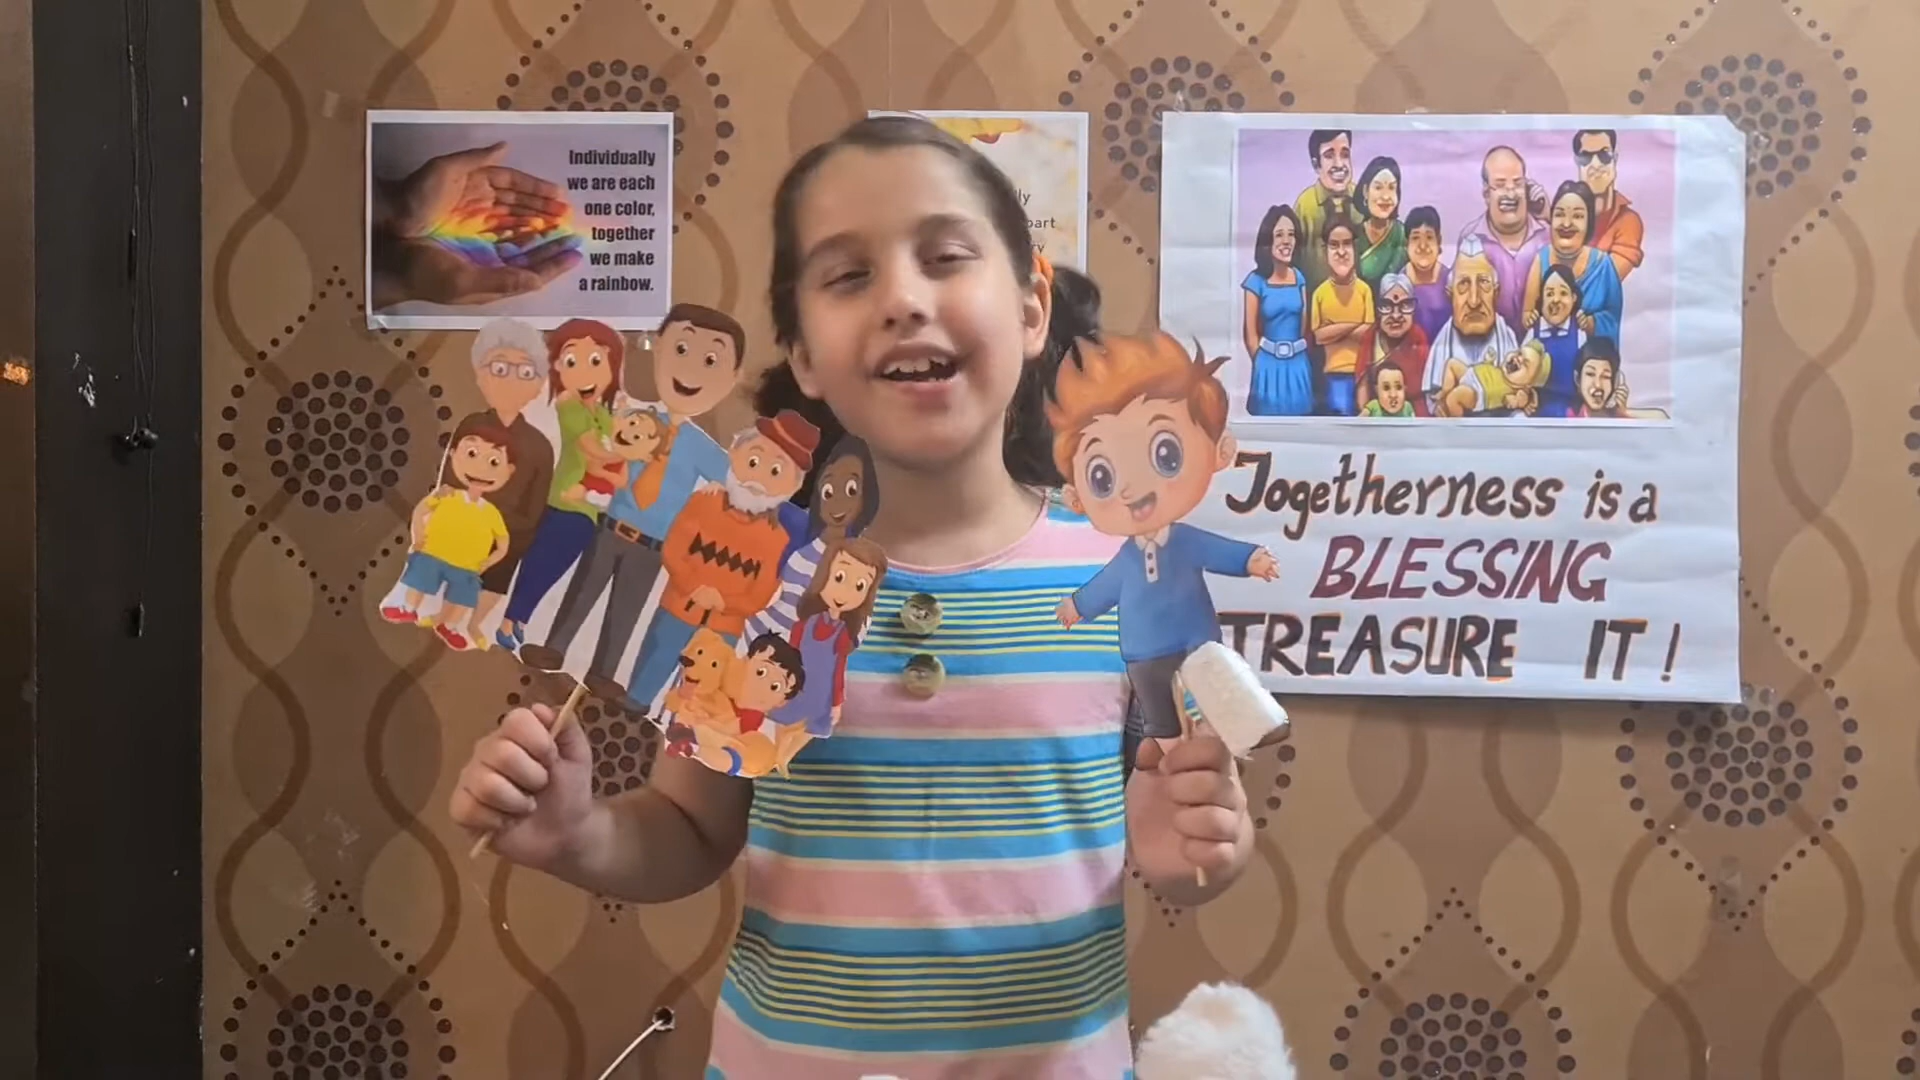 Individually
we are each
one color,
together
we make
a rainbow.
Togetherness is a
BLESSING
TREASURE IT!